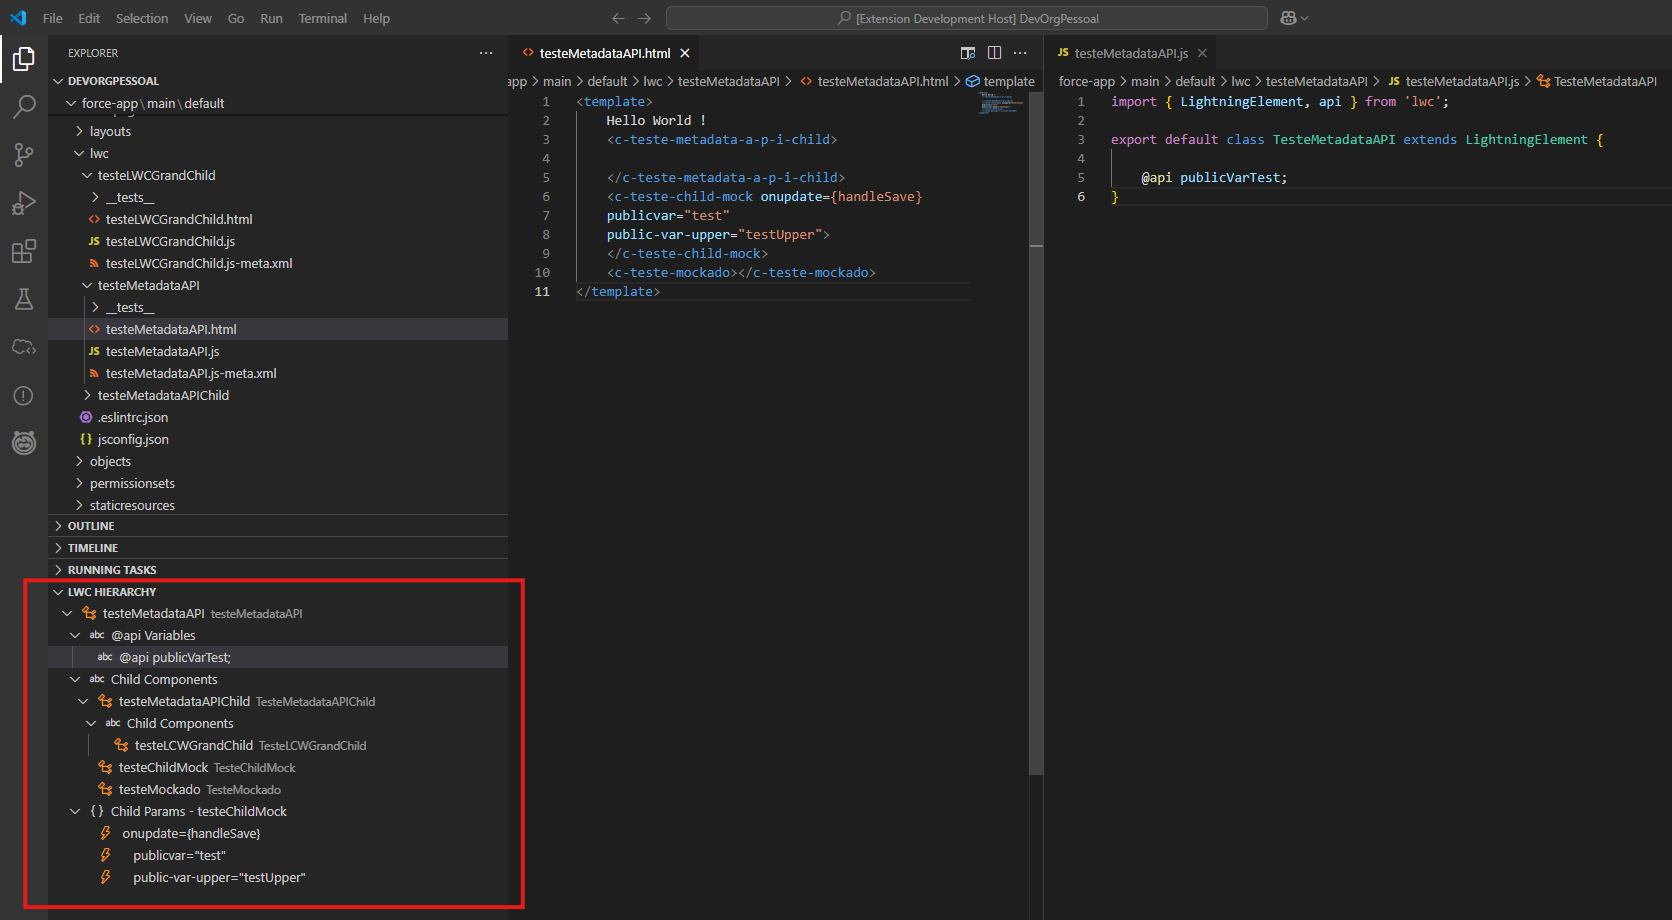 File Edit Selection View Go Run Terminal Help
[Extension Development Host] DevOrgPessoal
EXPLORER
DEVORGPESSOAL
force-app\main\default
layouts
lwc
testeLWCGrandChild
__tests__
testeLWCGrandChild.html
JS testeLWCGrandChild.js
testeLWCGrandChild.js-meta.xml
testeMetadataAPI
__tests__
testeMetadataAPI.html
JS testeMetadataAPI.js
testeMetadataAPI.js-meta.xml
testeMetadataAPIChild
.eslintrc.json
{} jsconfig.json
objects
permissionsets
staticresources
OUTLINE
TIMELINE
RUNNING TASKS
LWC HIERARCHY
testeMetadataAPI testeMetadataAPI
abc @api Variables
abc @api publicVarTest;
abc Child Components
testeMetadataAPIChild TesteMetadataAPIChild
abc Child Components
testeLCWGrandChild TesteLCWGrandChild
testeChildMock TesteChildMock
testeMockado TesteMockado
{} Child Params - testeChildMock
onupdate={handleSave}
publicvar="test"
public-var-upper="testUpper"
<> testeMetadataAPI.html
app > main > default > lwc > testeMetadataAPI > <> testeMetadataAPI.html > template
1 <template>
2 Hello World !
3 <c-teste-metadata-a-p-i-child>
4
5 </c-teste-metadata-a-p-i-child>
6 <c-teste-child-mock onupdate={handleSave}
7 publicvar="test"
8 public-var-upper="testUpper">
9 </c-teste-child-mock>
10 <c-teste-mockado></c-teste-mockado>
11 </template>
JS testeMetadataAPI.js
force-app > main > default > lwc > testeMetadataAPI > JS testeMetadataAPI.js > TesteMetadataAPI
1 import { LightningElement, api } from 'lwc';
2
3 export default class TesteMetadataAPI extends LightningElement {
4
5 @api publicVarTest;
6 }